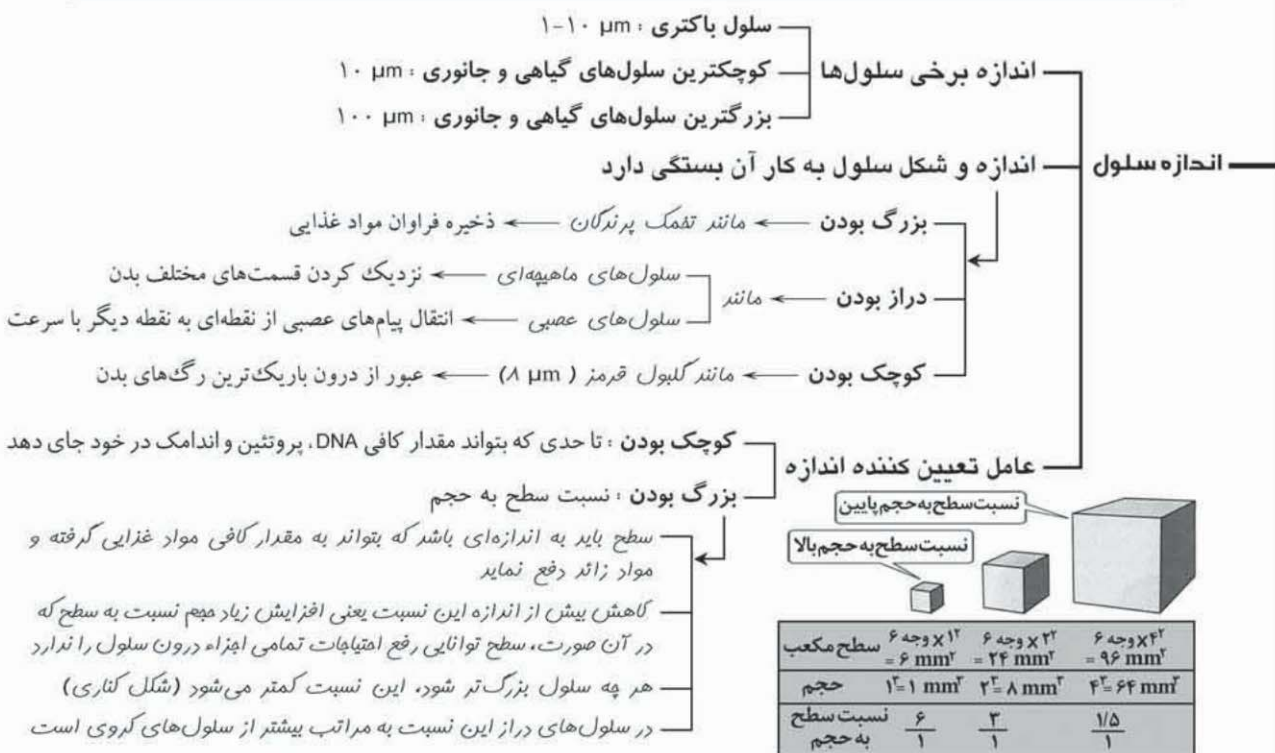 اندازه سلول
اندازه برخی سلول‌ها
سلول باکتری : ۱-۱۰ µm
کوچکترین سلول‌های گیاهی و جانوری : ۱۰ µm
بزرگترین سلول‌های گیاهی و جانوری : ۱۰۰ µm
اندازه و شکل سلول به کار آن بستگی دارد
بزرگ بودن ← مانند تخمک پرندگان ← ذخیره فراوان مواد غذایی
دراز بودن ← مانند
سلول‌های ماهیچه‌ای ← نزدیک کردن قسمت‌های مختلف بدن
سلول‌های عصبی ← انتقال پیام‌های عصبی از نقطه‌ای به نقطه دیگر با سرعت
کوچک بودن ← مانند گلبول قرمز (۸ µm) ← عبور از درون باریک‌ترین رگ‌های بدن
عامل تعیین کننده اندازه
کوچک بودن : تا حدی که بتواند مقدار کافی DNA، پروتئین و اندامک در خود جای دهد
بزرگ بودن : نسبت سطح به حجم
سطح باید به اندازه‌ای باشد که بتواند به مقدار کافی مواد غذایی گرفته و
مواد زائد دفع نماید
کاهش بیش از اندازه این نسبت یعنی افزایش زیاد حجم نسبت به سطح که
در آن صورت، سطح توانایی رفع احتیاجات تمامی اجزاء درون سلول را ندارد
هر چه سلول بزرگ‌تر شود، این نسبت کمتر می‌شود (شکل کناری)
در سلول‌های دراز این نسبت به مراتب بیشتر از سلول‌های کروی است
نسبت سطح به حجم پایین
نسبت سطح به حجم بالا
سطح مکعب ۶ وجه x ۱² ۶ وجه x ۲² ۶ وجه x ۴²
= ۶ mm² = ۲۴ mm² = ۹۶ mm²
حجم ۱³= ۱ mm³ ۲³= ۸ mm³ ۴³= ۶۴ mm³
نسبت سطح به حجم ۶/۱ ۳/۱ ۱/۵/۱